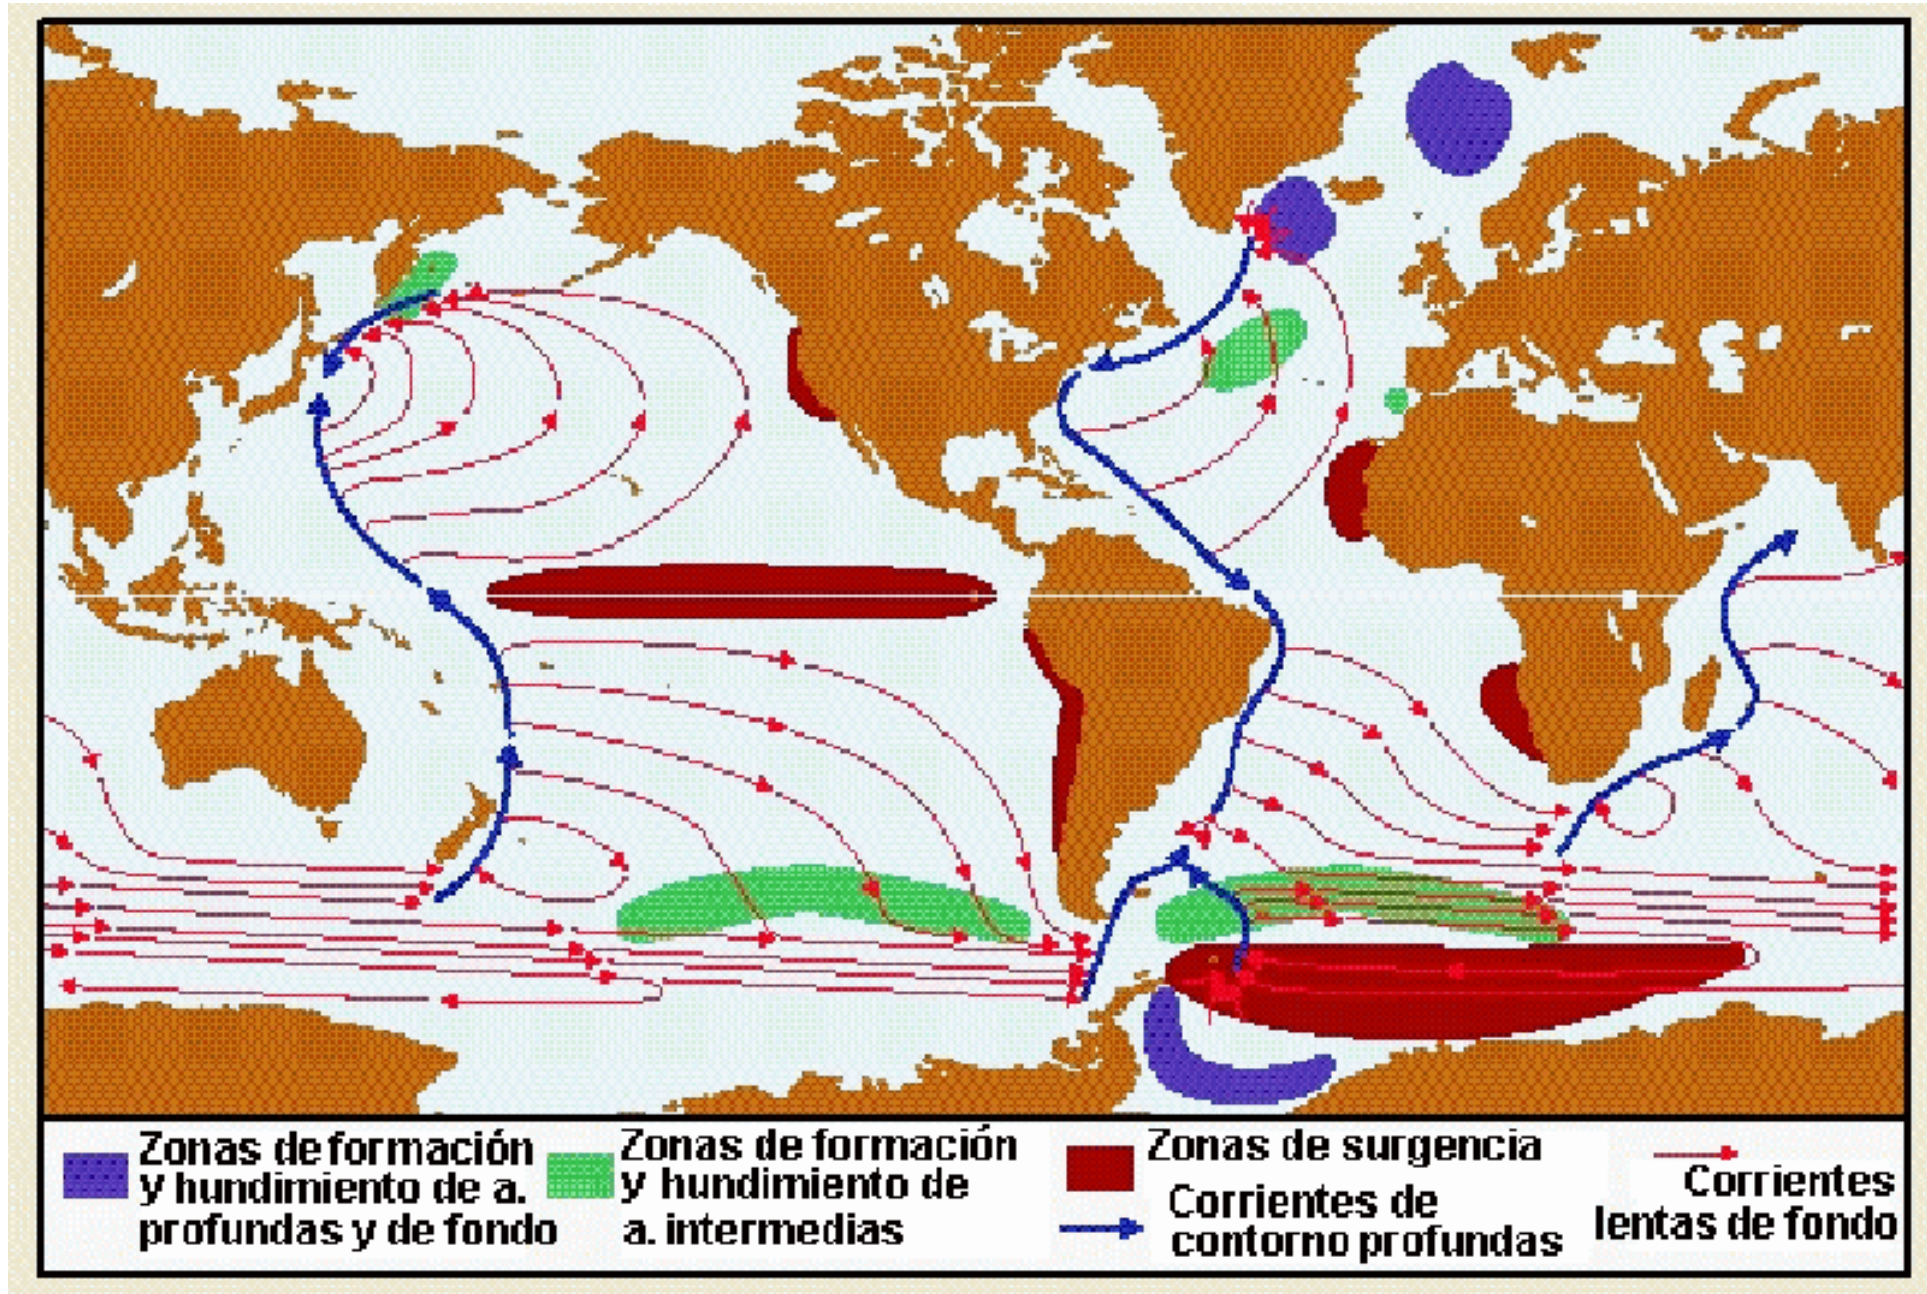 Zonas de formación
y hundimiento de a.
profundas y de fondo
Zonas de formación
y hundimiento de
a. intermedias
Zonas de surgencia
Corrientes de
contorno profundas
Corrientes
lentas de fondo